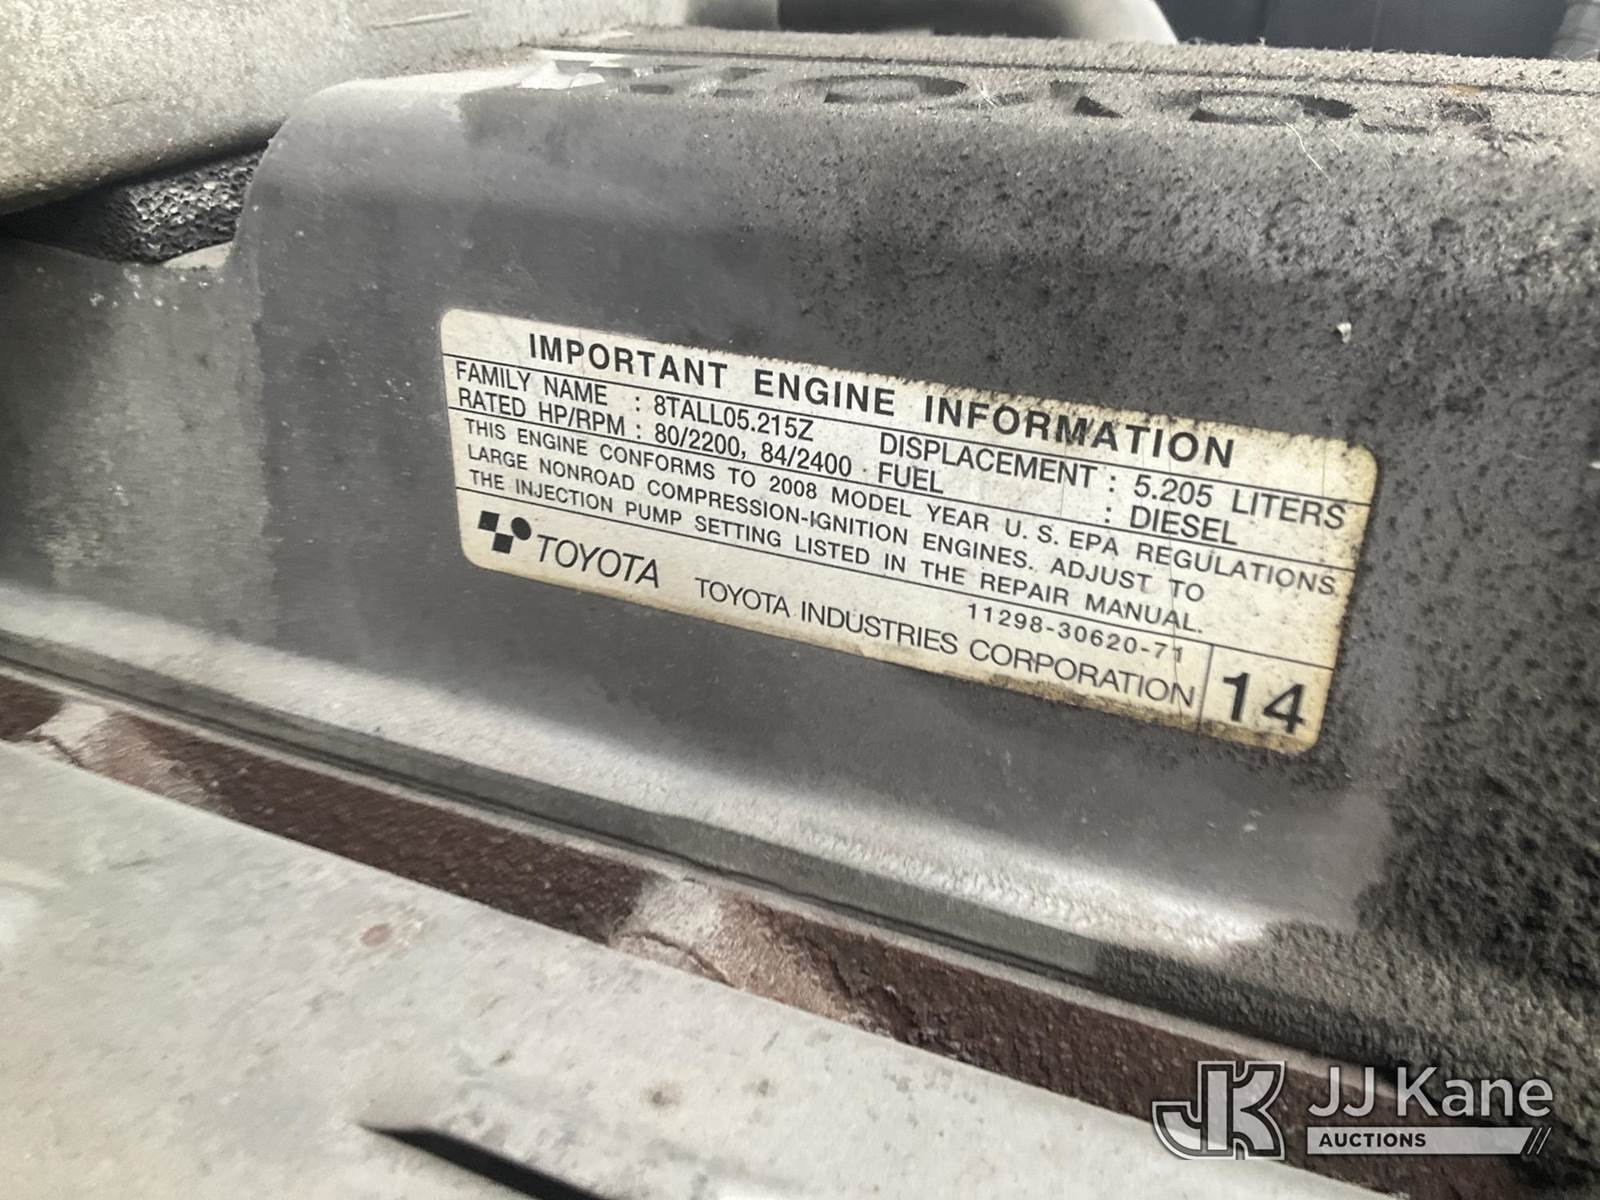 IMPORTANT ENGINE INFORMATION
FAMILY NAME : 8TALL05.215Z DISPLACEMENT : 5.205 LITERS
RATED HP/RPM : 80/2200, 84/2400 FUEL : DIESEL
THIS ENGINE CONFORMS TO 2008 MODEL YEAR U. S. EPA REGULATIONS
LARGE NONROAD COMPRESSION-IGNITION ENGINES. ADJUST TO
THE INJECTION PUMP SETTING LISTED IN THE REPAIR MANUAL.
11298-30620-71
TOYOTA TOYOTA INDUSTRIES CORPORATION 14
JK JJ Kane
AUCTIONS